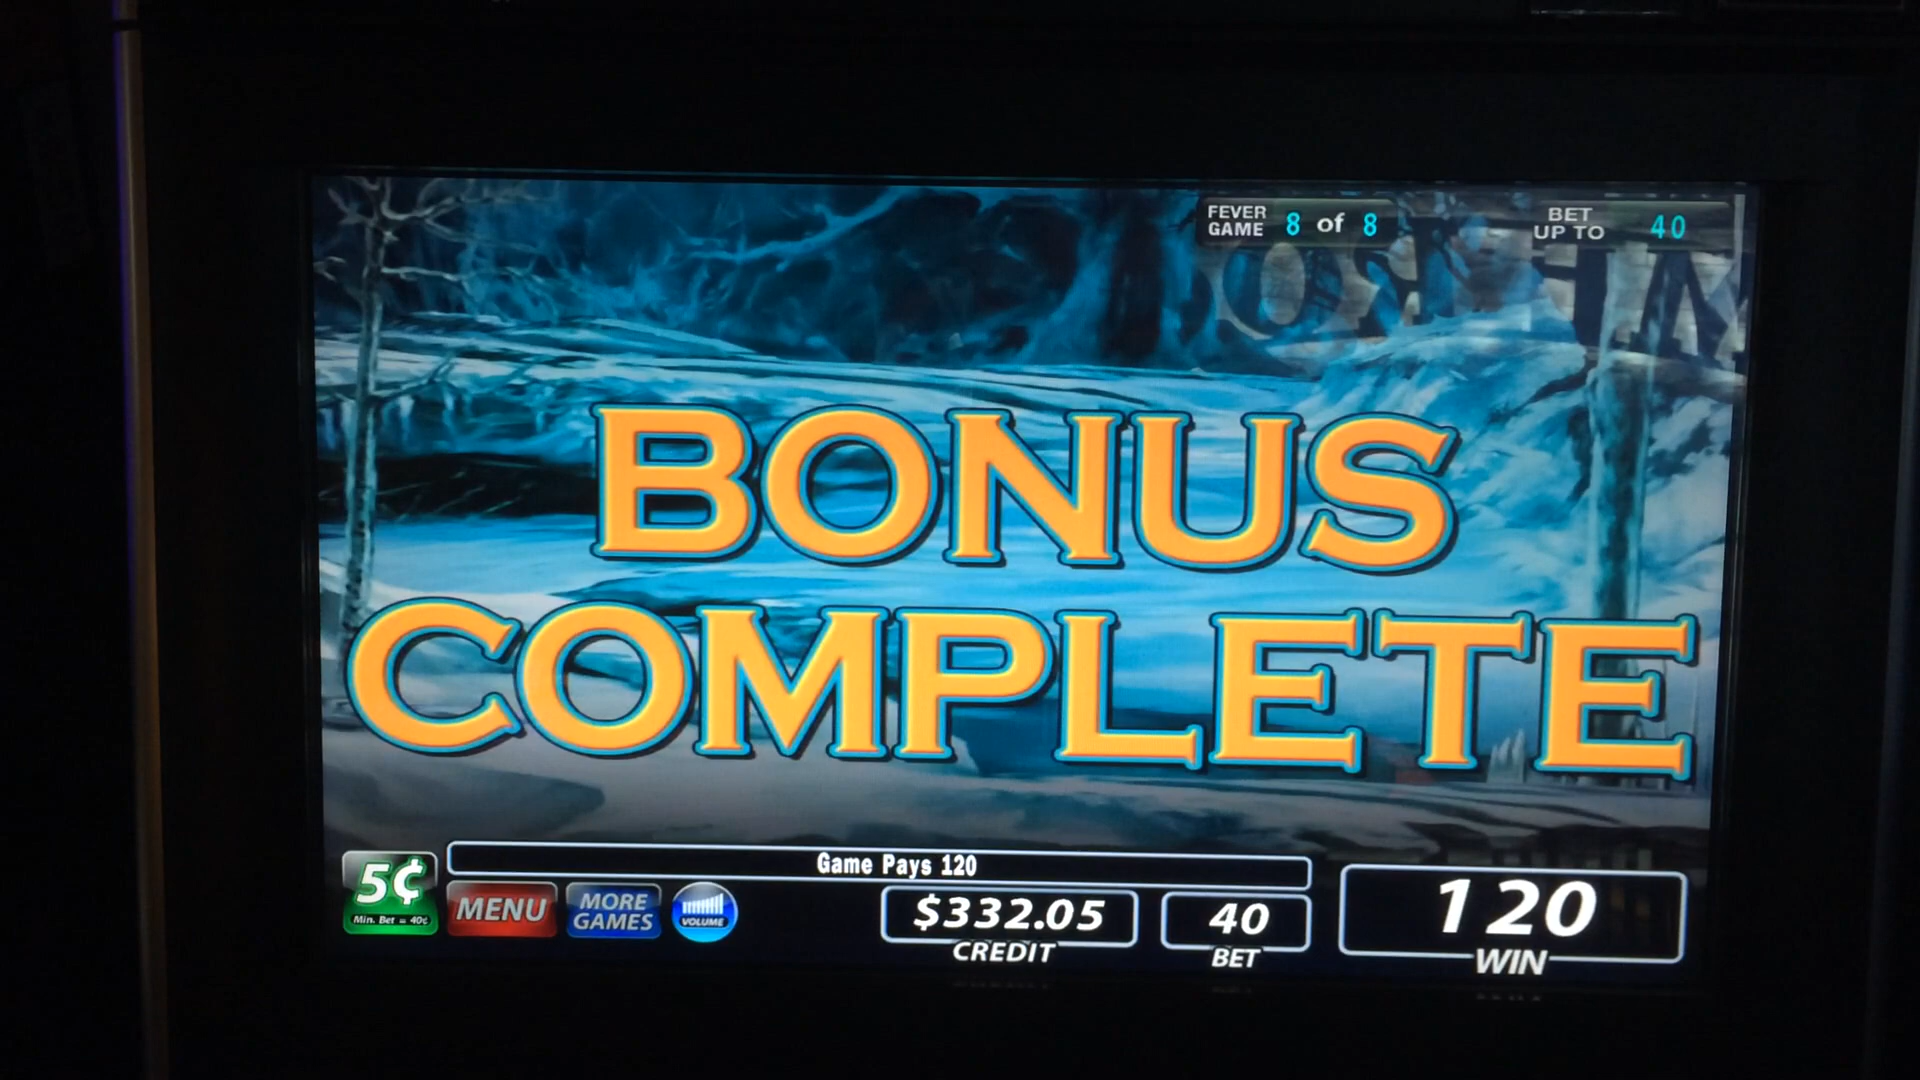 FEVER
GAME 8 of 8
BET
UP TO 40
BONUS
COMPLETE
Game Pays 120
5¢
Min. Bet = 40¢
MENU
MORE
GAMES
VOLUME
$332.05
CREDIT
40
BET
120
WIN